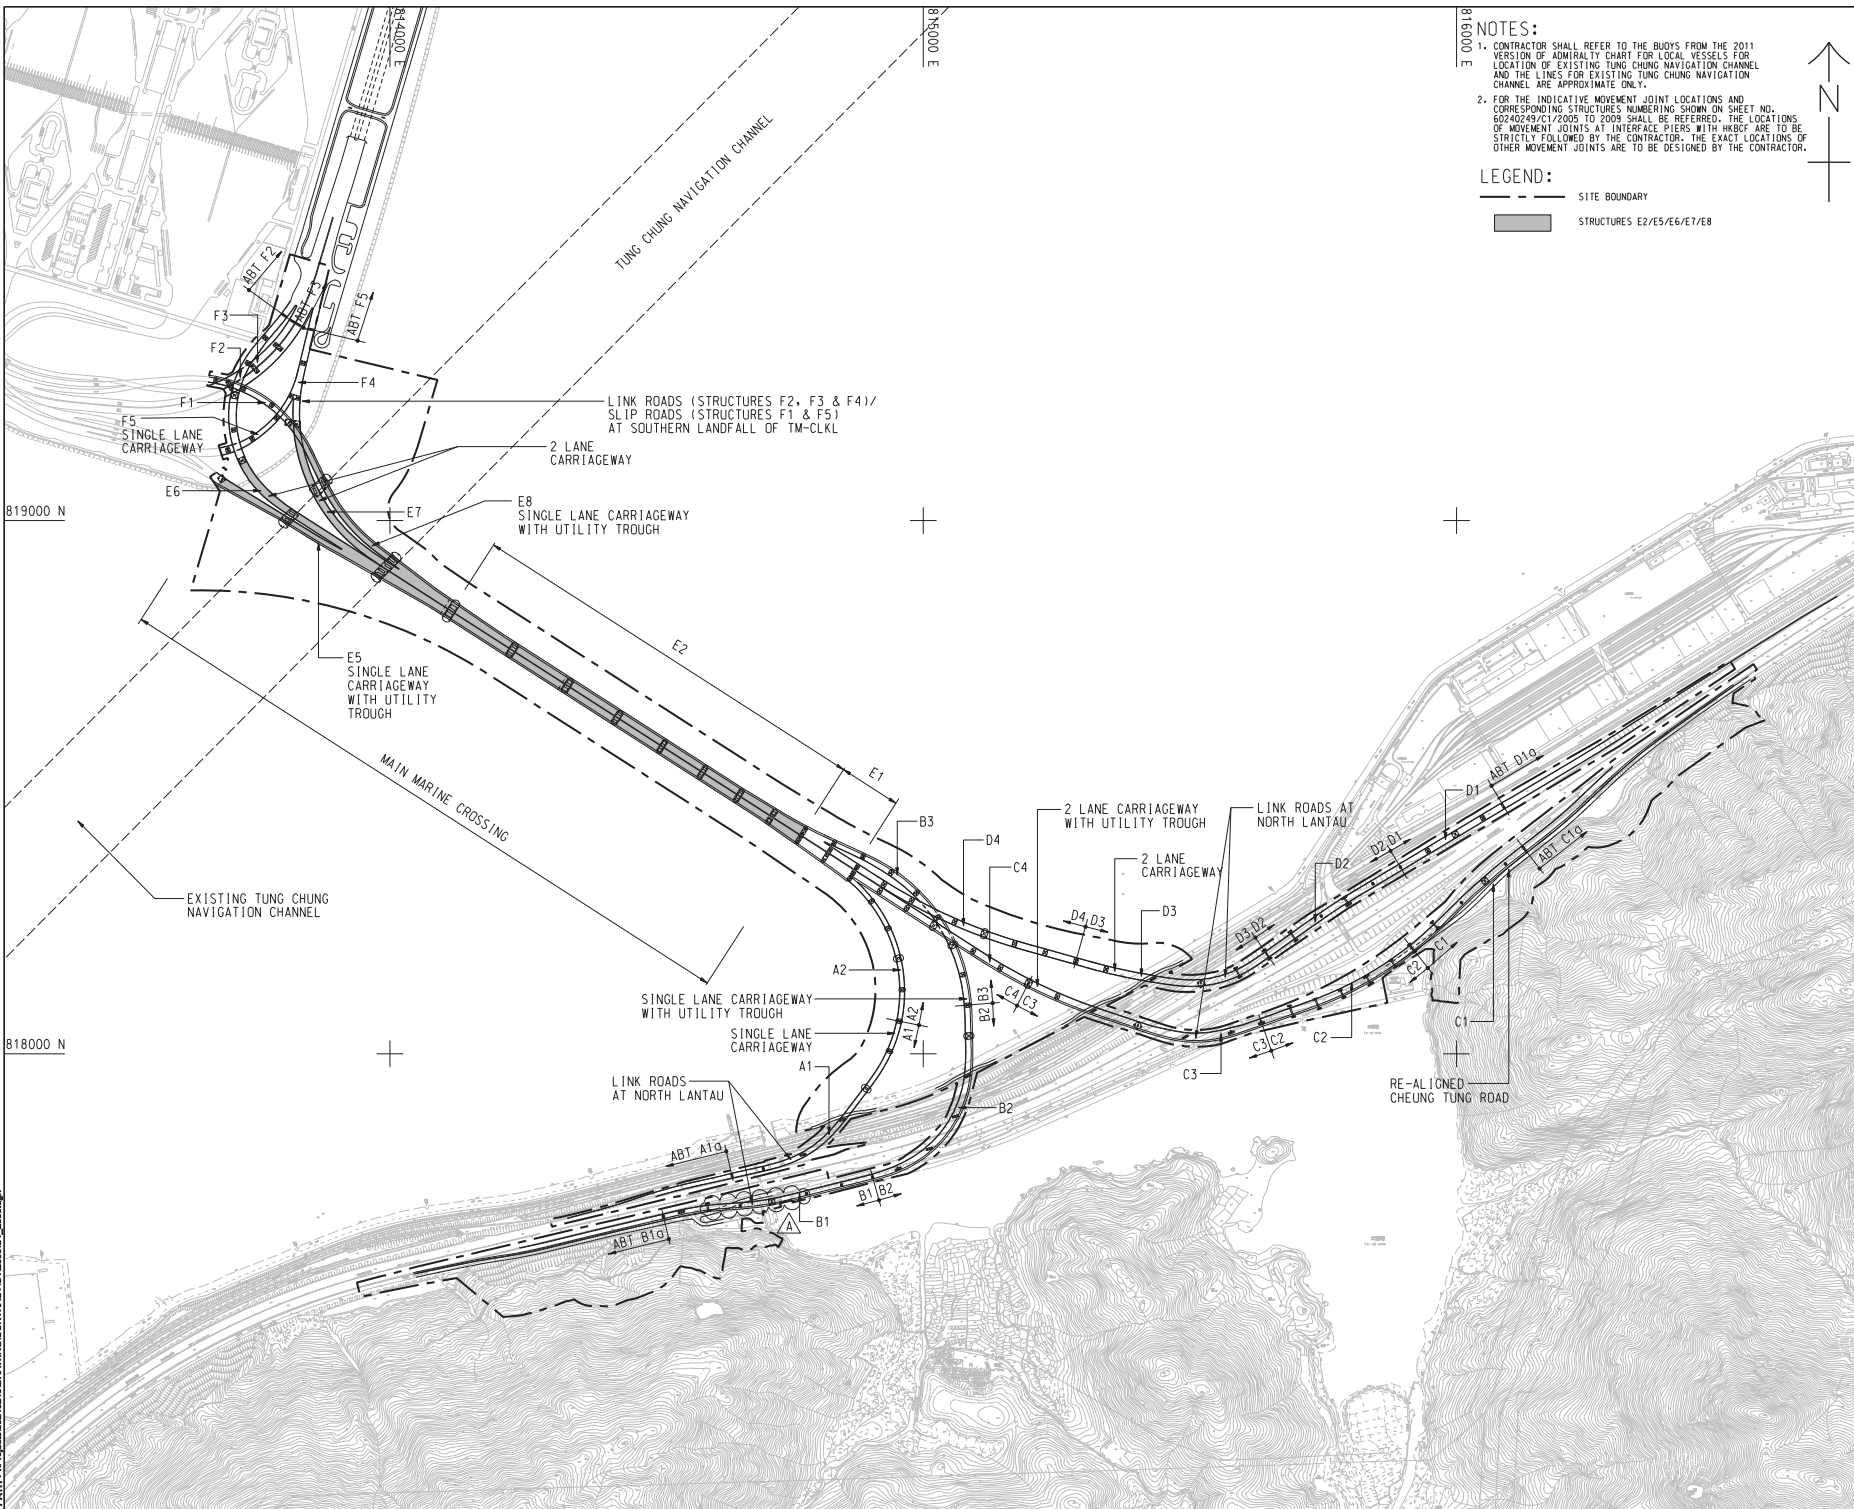 814000 E
815000 E
816000 E
NOTES:
1. CONTRACTOR SHALL REFER TO THE BUOYS FROM THE 2011
VERSION OF ADMIRALTY CHART FOR LOCAL VESSELS FOR
LOCATION OF EXISTING TUNG CHUNG NAVIGATION CHANNEL
AND THE LINES FOR EXISTING TUNG CHUNG NAVIGATION
CHANNEL ARE APPROXIMATE ONLY.
2. FOR THE INDICATIVE MOVEMENT JOINT LOCATIONS AND
CORRESPONDING STRUCTURES NUMBERING SHOWN ON SHEET NO.
60240249/C1/2005 TO 2009 SHALL BE REFERRED. THE LOCATIONS
OF MOVEMENT JOINTS AT INTERFACE PIERS WITH HKBCF ARE TO BE
STRICTLY FOLLOWED BY THE CONTRACTOR. THE EXACT LOCATIONS OF
OTHER MOVEMENT JOINTS ARE TO BE DESIGNED BY THE CONTRACTOR.
N
LEGEND:
SITE BOUNDARY
STRUCTURES E2/E5/E6/E7/E8
TUNG CHUNG NAVIGATION CHANNEL
ABT F2
ABT F3
ABT F5
F3
F2
F4
F1
F5
SINGLE LANE
CARRIAGEWAY
LINK ROADS (STRUCTURES F2, F3 & F4)/
SLIP ROADS (STRUCTURES F1 & F5)
AT SOUTHERN LANDFALL OF TM-CLKL
2 LANE
CARRIAGEWAY
E6
E7
E8
SINGLE LANE CARRIAGEWAY
WITH UTILITY TROUGH
819000 N
E2
E5
SINGLE LANE
CARRIAGEWAY
WITH UTILITY
TROUGH
MAIN MARINE CROSSING
E1
EXISTING TUNG CHUNG
NAVIGATION CHANNEL
B3
D4
C4
2 LANE CARRIAGEWAY
WITH UTILITY TROUGH
2 LANE
CARRIAGEWAY
LINK ROADS AT
NORTH LANTAU
D3
D2
D1
ABT D1a
ABT C1a
D2 D1
D3 D2
D4 D3
A2
SINGLE LANE CARRIAGEWAY
WITH UTILITY TROUGH
SINGLE LANE
CARRIAGEWAY
A1 A2
B2 B3
C4 C3
C3 C2
C2 C1
C2
C1
C3
A1
818000 N
LINK ROADS
AT NORTH LANTAU
B2
RE-ALIGNED
CHEUNG TUNG ROAD
ABT A1a
B1 B2
B1
A
ABT B1a